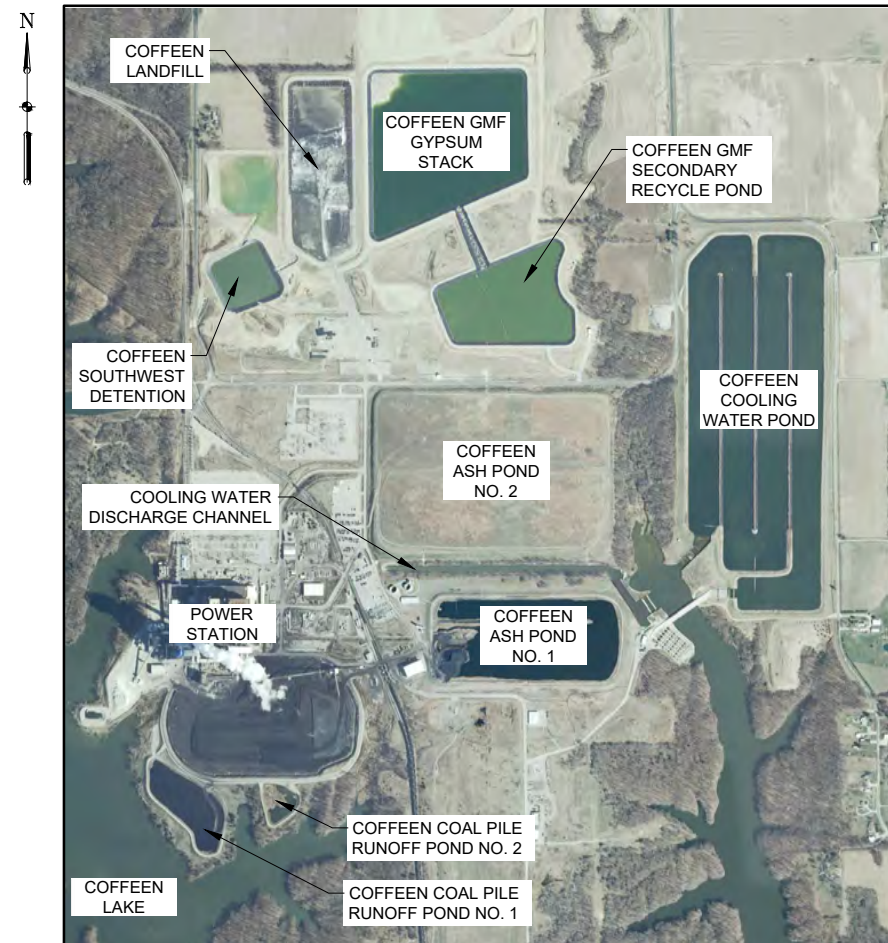 N
COFFEEN
LANDFILL
COFFEEN GMF
GYPSUM
STACK
COFFEEN GMF
SECONDARY
RECYCLE POND
COFFEEN
SOUTHWEST
DETENTION
COFFEEN
COOLING
WATER POND
COFFEEN
ASH POND
NO. 2
COOLING WATER
DISCHARGE CHANNEL
POWER
STATION
COFFEEN
ASH POND
NO. 1
COFFEEN COAL PILE
RUNOFF POND NO. 2
COFFEEN
LAKE
COFFEEN COAL PILE
RUNOFF POND NO. 1